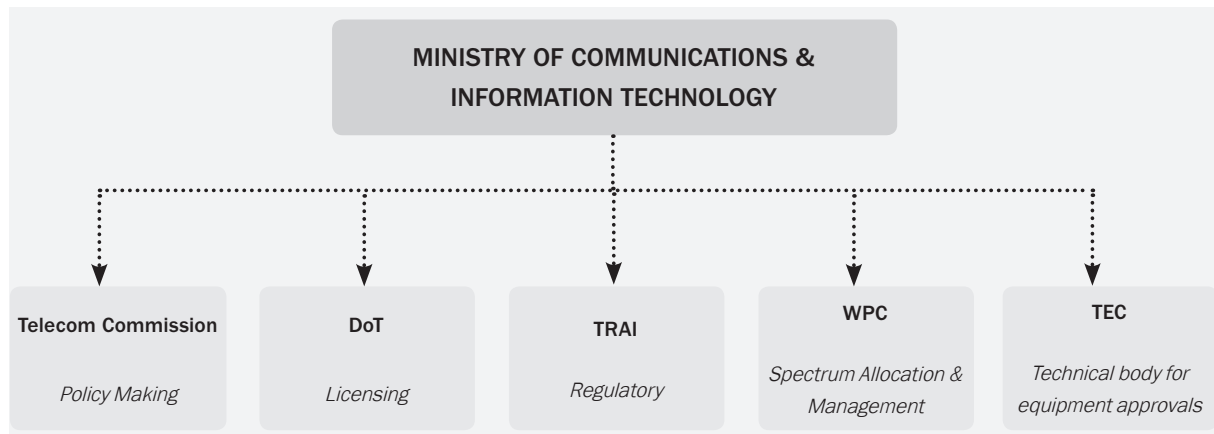 MINISTRY OF COMMUNICATIONS &
INFORMATION TECHNOLOGY
Telecom Commission
Policy Making
DoT
Licensing
TRAI
Regulatory
WPC
Spectrum Allocation &
Management
TEC
Technical body for
equipment approvals